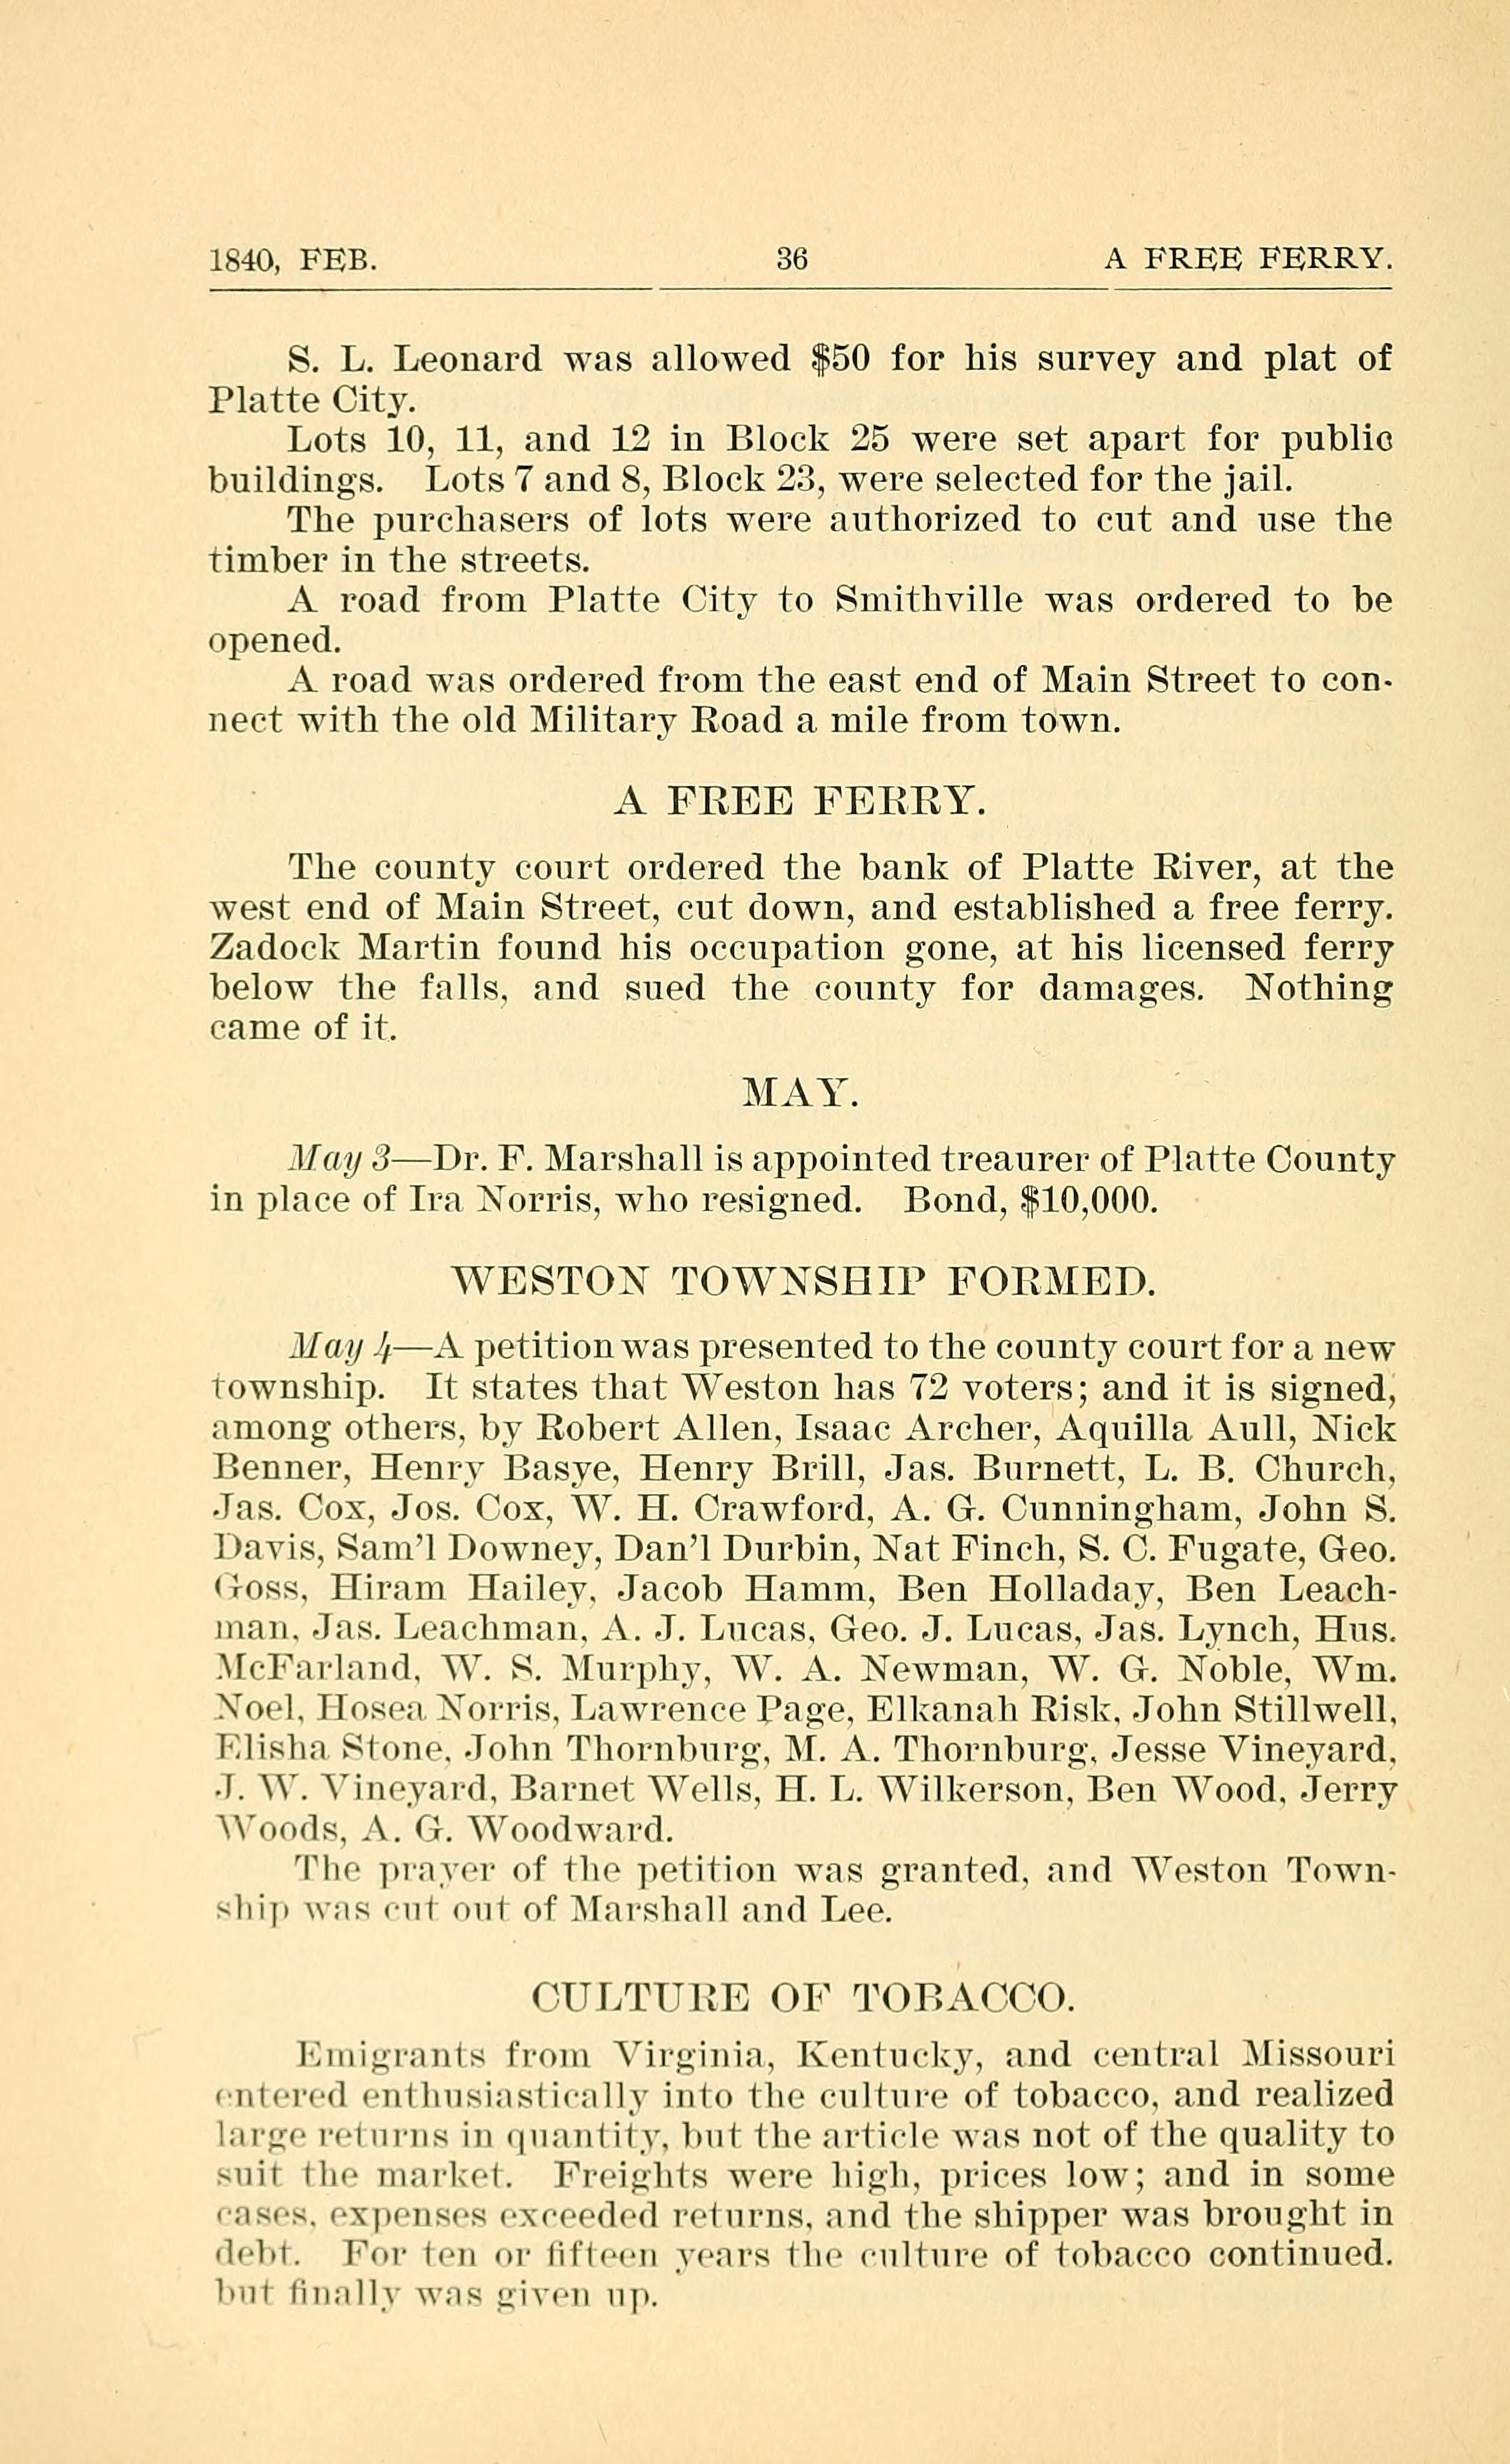 1840, FEB. 36 A FREE FERRY.
S. L. Leonard was allowed $50 for his survey and plat of
Platte City.
Lots 10, 11, and 12 in Block 25 were set apart for public
buildings. Lots 7 and 8, Block 23, were selected for the jail.
The purchasers of lots were authorized to cut and use the
timber in the streets.
A road from Platte City to Smithville was ordered to be
opened.
A road was ordered from the east end of Main Street to con-
nect with the old Military Road a mile from town.
A FREE FERRY.
The county court ordered the bank of Platte River, at the
west end of Main Street, cut down, and established a free ferry.
Zadock Martin found his occupation gone, at his licensed ferry
below the falls, and sued the county for damages. Nothing
came of it.
MAY.
May 3—Dr. F. Marshall is appointed treaurer of Platte County
in place of Ira Norris, who resigned. Bond, $10,000.
WESTON TOWNSHIP FORMED.
May 4—A petition was presented to the county court for a new
township. It states that Weston has 72 voters; and it is signed,
among others, by Robert Allen, Isaac Archer, Aquilla Aull, Nick
Benner, Henry Basye, Henry Brill, Jas. Burnett, L. B. Church,
Jas. Cox, Jos. Cox, W. H. Crawford, A. G. Cunningham, John S.
Davis, Sam'l Downey, Dan'l Durbin, Nat Finch, S. C. Fugate, Geo.
Goss, Hiram Hailey, Jacob Hamm, Ben Holladay, Ben Leach-
man, Jas. Leachman, A. J. Lucas, Geo. J. Lucas, Jas. Lynch, Hus.
McFarland, W. S. Murphy, W. A. Newman, W. G. Noble, Wm.
Noel, Hosea Norris, Lawrence Page, Elkanah Risk, John Stillwell,
Elisha Stone, John Thornburg, M. A. Thornburg, Jesse Vineyard,
J. W. Vineyard, Barnet Wells, H. L. Wilkerson, Ben Wood, Jerry
Woods, A. G. Woodward.
The prayer of the petition was granted, and Weston Town-
ship was cut out of Marshall and Lee.
CULTURE OF TOBACCO.
Emigrants from Virginia, Kentucky, and central Missouri
entered enthusiastically into the culture of tobacco, and realized
large returns in quantity, but the article was not of the quality to
suit the market. Freights were high, prices low; and in some
cases, expenses exceeded returns, and the shipper was brought in
debt. For ten or fifteen years the culture of tobacco continued.
but finally was given up.